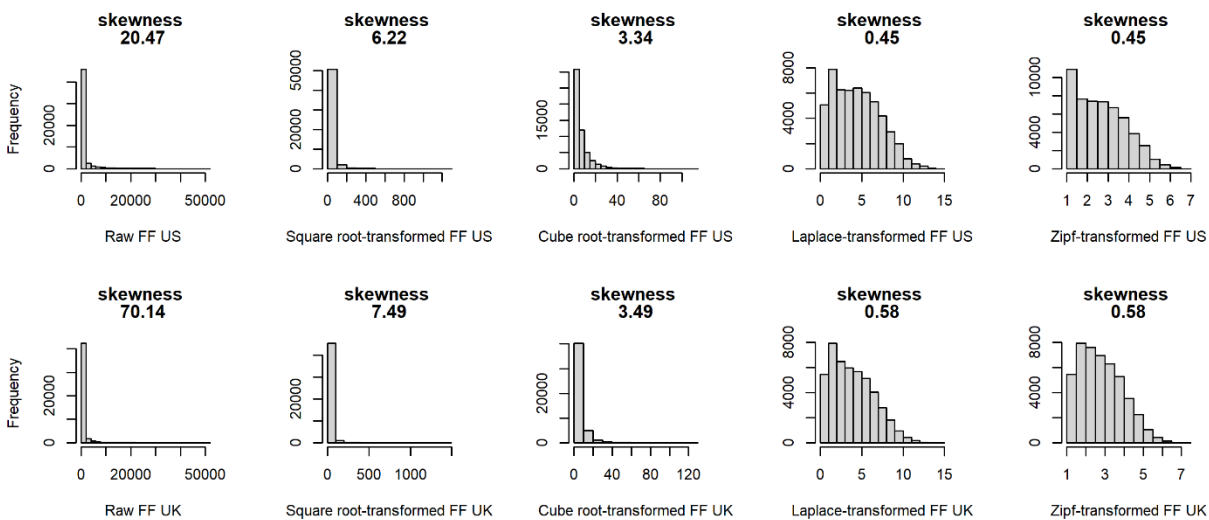 skewness
20.47
skewness
6.22
skewness
3.34
skewness
0.45
skewness
0.45
Frequency
0 20000
0 20000 50000
Raw FF US
0 20000 50000
0 400 800
Square root-transformed FF US
0 15000
0 40 80
Cube root-transformed FF US
0 4000 8000
0 5 10 15
Laplace-transformed FF US
0 4000 10000
1 2 3 4 5 6 7
Zipf-transformed FF US
skewness
70.14
skewness
7.49
skewness
3.49
skewness
0.58
skewness
0.58
Frequency
0 20000
0 20000 50000
Raw FF UK
0 20000
0 500 1000
Square root-transformed FF UK
0 20000
0 40 80 120
Cube root-transformed FF UK
0 4000 8000
0 5 10 15
Laplace-transformed FF UK
0 4000 8000
1 3 5 7
Zipf-transformed FF UK